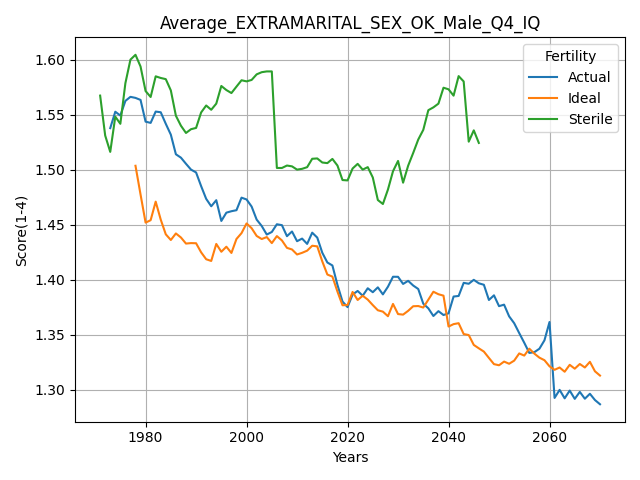 Average_EXTRAMARITAL_SEX_OK_Male_Q4_IQ
Fertility
Actual
Ideal
Sterile
Score(1-4)
1.60
1.55
1.50
1.45
1.40
1.35
1.30
1980
2000
2020
2040
2060
Years